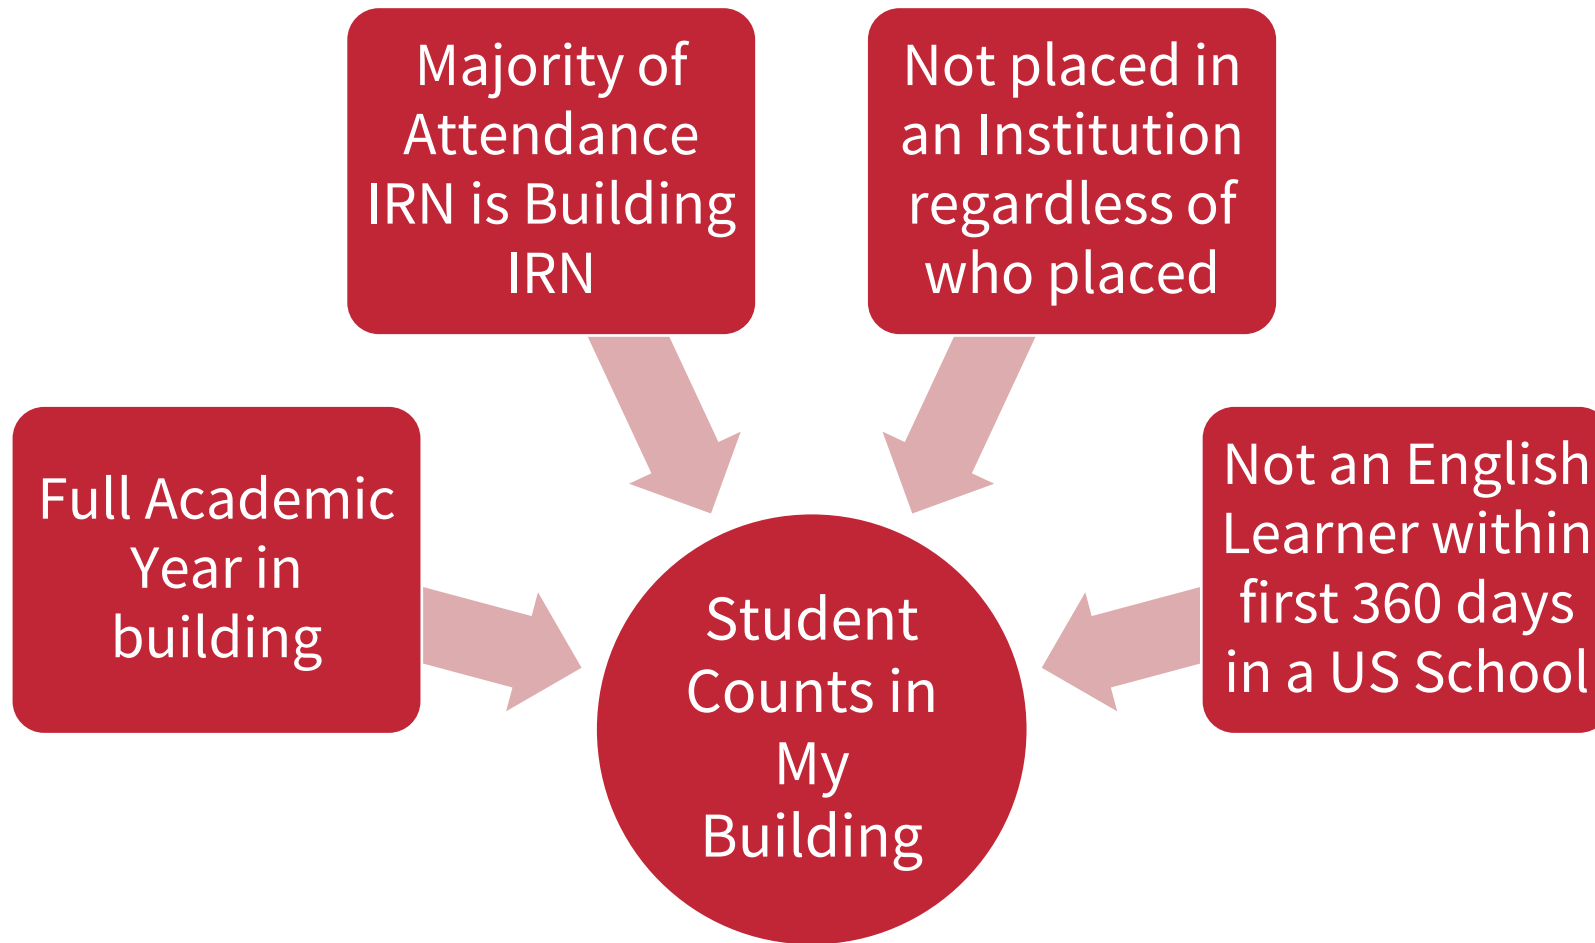 Majority of
Attendance
IRN is Building
IRN
Not placed in
an Institution
regardless of
who placed
Full Academic
Year in
building
Not an English
Learner within
first 360 days
in a US School
Student
Counts in
My
Building